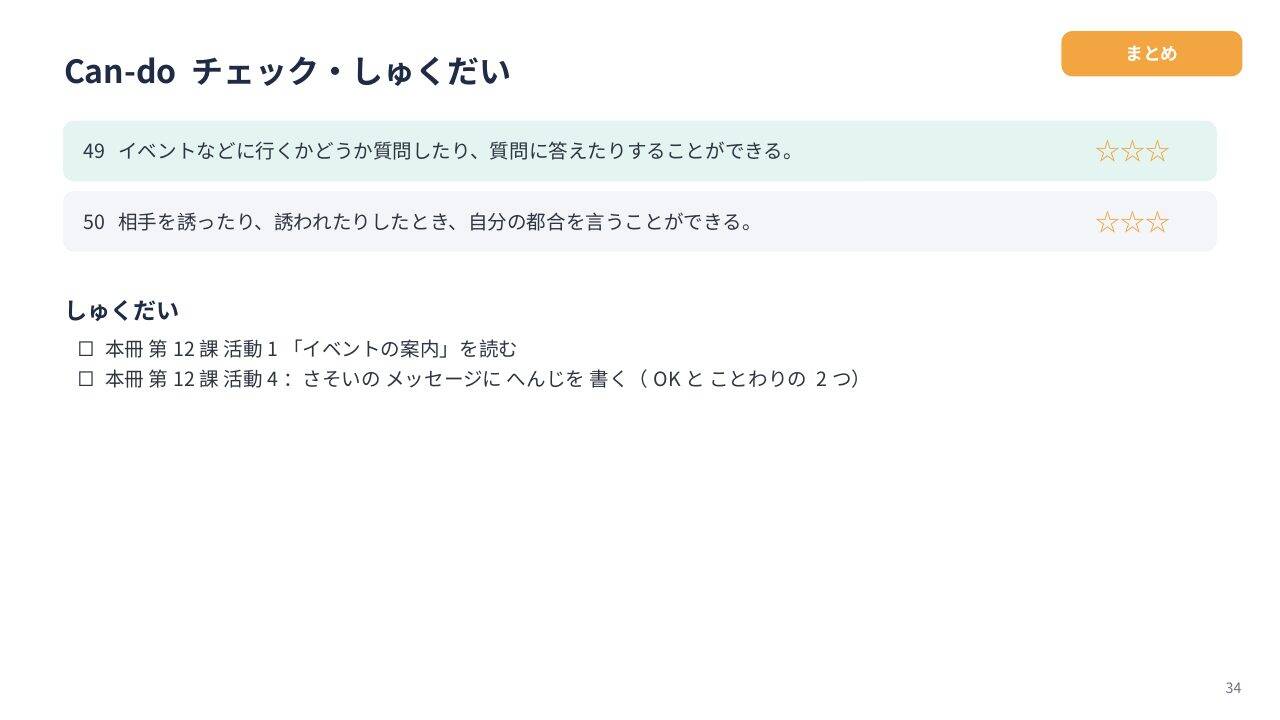 まとめ
Can-do チェック・しゅくだい
49 イベントなどに行くかどうか質問したり、質問に答えたりすることができる。 ☆☆☆
50 相手を誘ったり、誘われたりしたとき、自分の都合を言うことができる。 ☆☆☆
しゅくだい
☐ 本冊 第 12 課 活動 1 「イベントの案内」を読む
☐ 本冊 第 12 課 活動 4 : さそいの メッセージに へんじを 書く（ OK と ことわりの 2 つ）
34